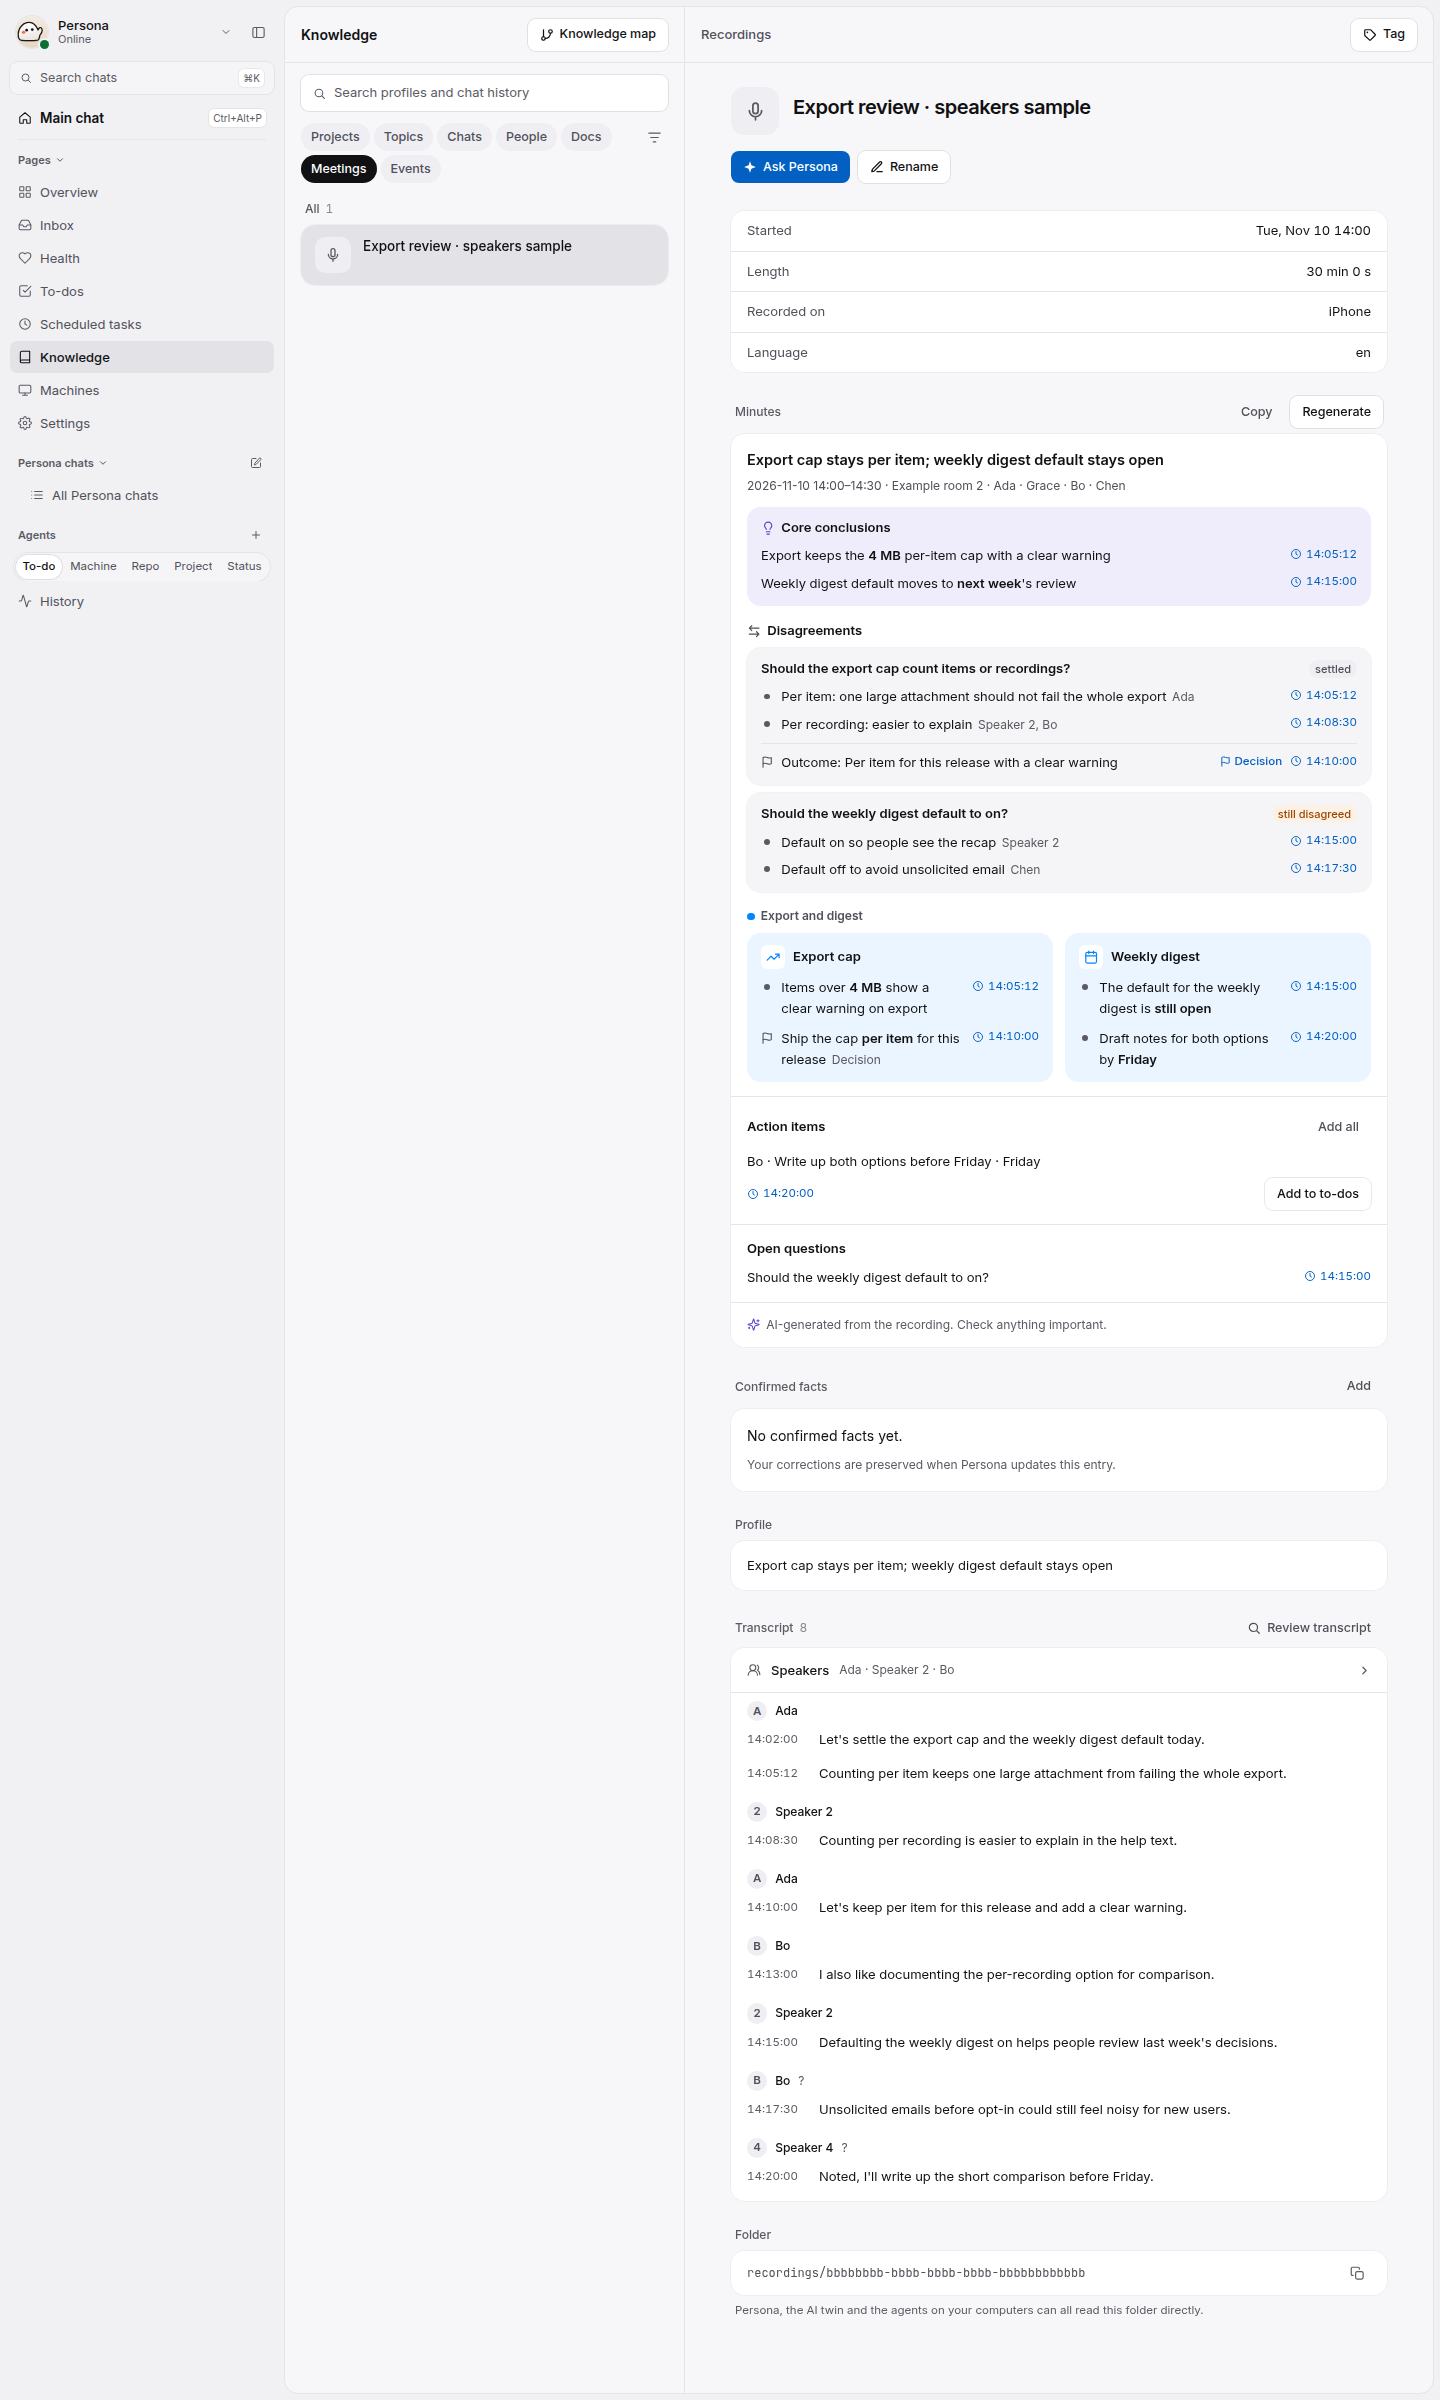 Persona
Online
Search chats
⌘K
Main chat
Ctrl+Alt+P
Pages
Overview
Inbox
Health
To-dos
Scheduled tasks
Knowledge
Machines
Settings
Persona chats
All Persona chats
Agents
To-do Machine Repo Project Status
History
Knowledge
Knowledge map
Search profiles and chat history
Projects Topics Chats People Docs
Meetings Events
All 1
Export review · speakers sample
Recordings
Tag
Export review · speakers sample
Ask Persona
Rename
Started Tue, Nov 10 14:00
Length 30 min 0 s
Recorded on iPhone
Language en
Minutes Copy Regenerate
Export cap stays per item; weekly digest default stays open
2026-11-10 14:00–14:30 · Example room 2 · Ada · Grace · Bo · Chen
Core conclusions
Export keeps the 4 MB per-item cap with a clear warning 14:05:12
Weekly digest default moves to next week's review 14:15:00
Disagreements
Should the export cap count items or recordings? settled
Per item: one large attachment should not fail the whole export Ada 14:05:12
Per recording: easier to explain Speaker 2, Bo 14:08:30
Outcome: Per item for this release with a clear warning Decision 14:10:00
Should the weekly digest default to on? still disagreed
Default on so people see the recap Speaker 2 14:15:00
Default off to avoid unsolicited email Chen 14:17:30
Export and digest
Export cap
Items over 4 MB show a 14:05:12
clear warning on export
Ship the cap per item for this 14:10:00
release Decision
Weekly digest
The default for the weekly 14:15:00
digest is still open
Draft notes for both options 14:20:00
by Friday
Action items Add all
Bo · Write up both options before Friday · Friday
14:20:00 Add to to-dos
Open questions
Should the weekly digest default to on? 14:15:00
AI-generated from the recording. Check anything important.
Confirmed facts Add
No confirmed facts yet.
Your corrections are preserved when Persona updates this entry.
Profile
Export cap stays per item; weekly digest default stays open
Transcript 8 Review transcript
Speakers Ada · Speaker 2 · Bo
A Ada
14:02:00 Let's settle the export cap and the weekly digest default today.
14:05:12 Counting per item keeps one large attachment from failing the whole export.
2 Speaker 2
14:08:30 Counting per recording is easier to explain in the help text.
A Ada
14:10:00 Let's keep per item for this release and add a clear warning.
B Bo
14:13:00 I also like documenting the per-recording option for comparison.
2 Speaker 2
14:15:00 Defaulting the weekly digest on helps people review last week's decisions.
B Bo ?
14:17:30 Unsolicited emails before opt-in could still feel noisy for new users.
4 Speaker 4 ?
14:20:00 Noted, I'll write up the short comparison before Friday.
Folder
recordings/bbbbbbbb-bbbb-bbbb-bbbb-bbbbbbbbbbbb
Persona, the AI twin and the agents on your computers can all read this folder directly.